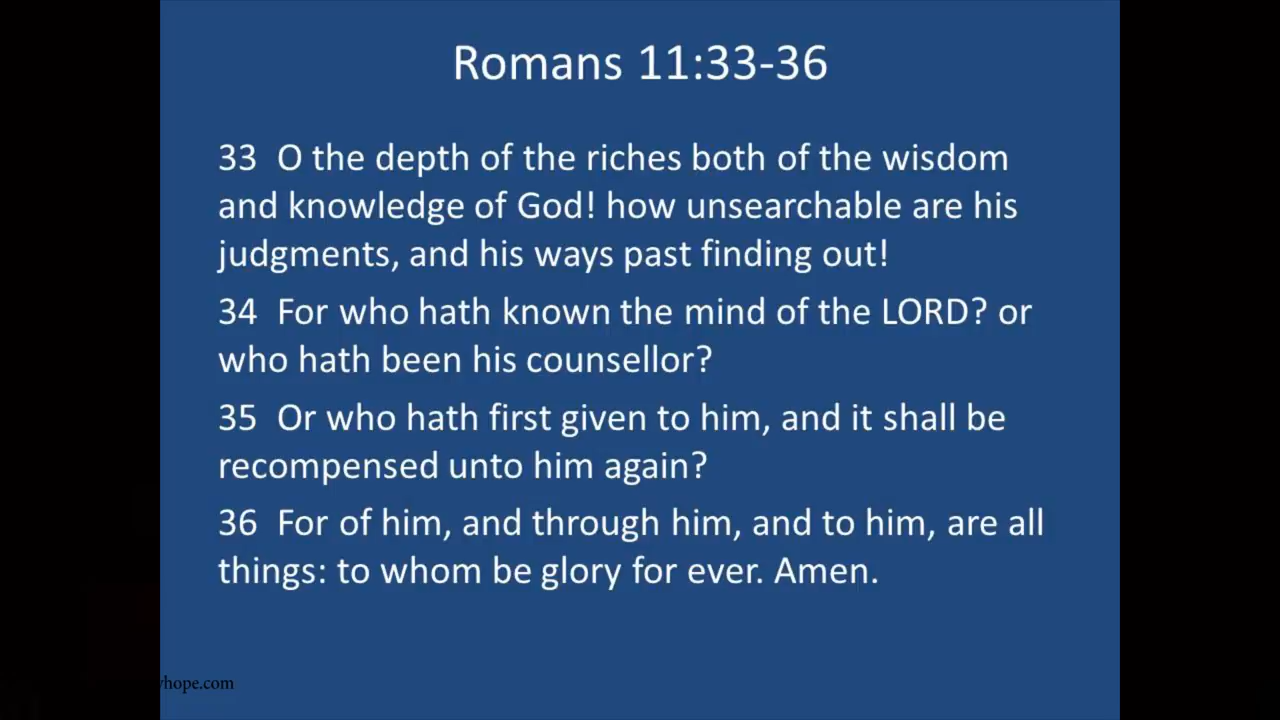 Romans 11:33-36
33 O the depth of the riches both of the wisdom
and knowledge of God! how unsearchable are his
judgments, and his ways past finding out!
34 For who hath known the mind of the LORD? or
who hath been his counsellor?
35 Or who hath first given to him, and it shall be
recompensed unto him again?
36 For of him, and through him, and to him, are all
things: to whom be glory for ever. Amen.
hope.com